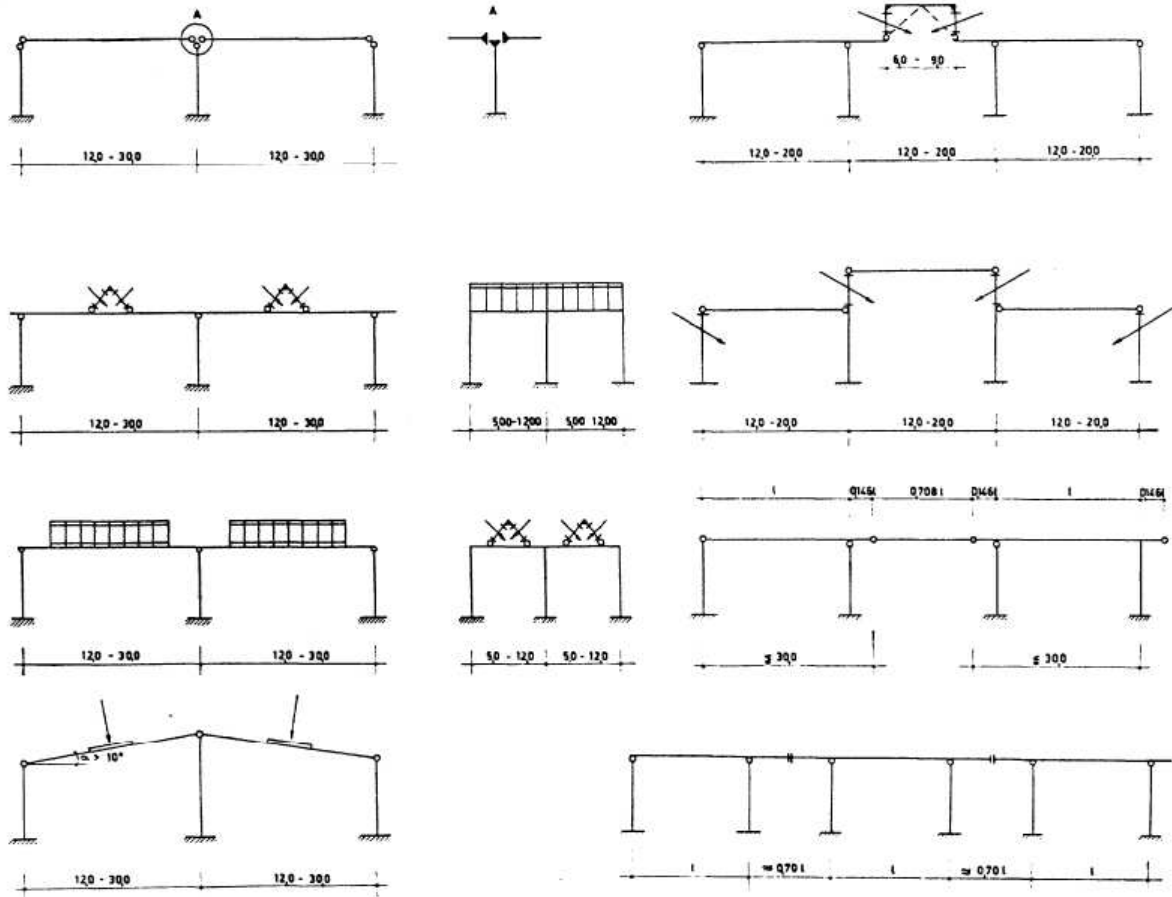 A
A
6,0 - 9,0
12,0 - 30,0 12,0 - 30,0
12,0 - 20,0 12,0 - 20,0 12,0 - 20,0
12,0 - 30,0 12,0 - 30,0
5,00-12,00 5,00 12,00
12,0 - 20,0 12,0 - 20,0 12,0 - 20,0
l 0,146l 0,708 l 0,146l l 0,146l
12,0 - 30,0 12,0 - 30,0
5,0 - 12,0 5,0 - 12,0
≤ 30,0 ≤ 30,0
α > 10°
12,0 - 30,0 12,0 - 30,0
l ≈ 0,70 l l ≈ 0,70 l l